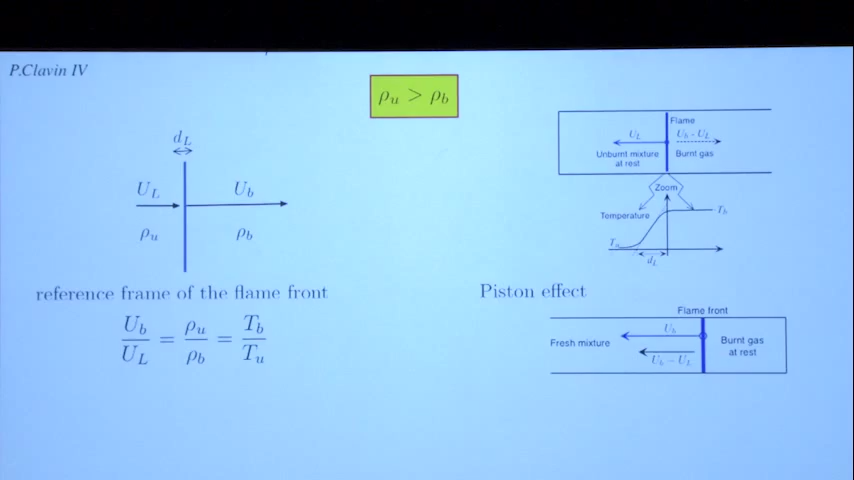 P.Clavin IV
ρu > ρb
dL
UL Ub
ρu ρb
reference frame of the flame front
Ub/UL = ρu/ρb = Tb/Tu
Flame
UL Ub - UL
Unburnt mixture at rest
Burnt gas
Zoom
Temperature
Tb
Tu
dL
Piston effect
Flame front
Fresh mixture
Ub
Ub − UL
Burnt gas
at rest